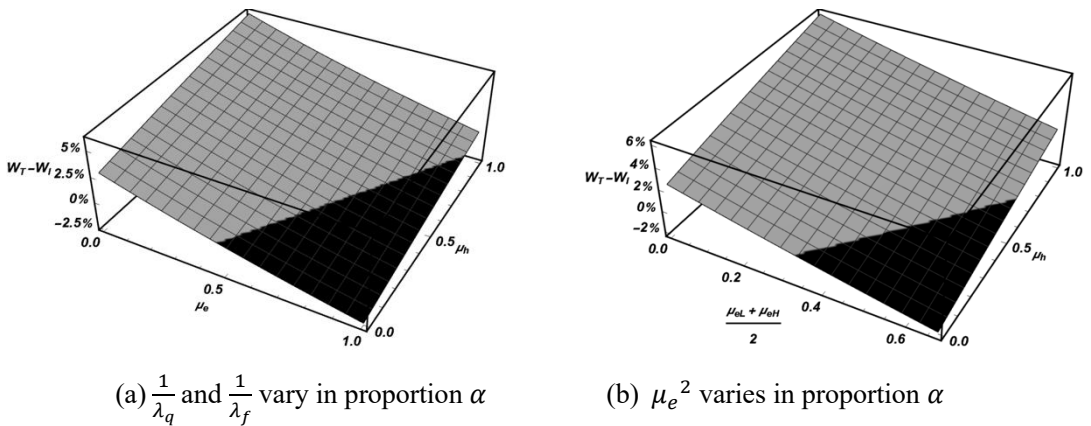 5%
W_T−W_I 2.5%
0%
−2.5%
0.0
0.5
μ_e
1.0
0.0
0.5
μ_h
1.0
6%
4%
W_T−W_I 2%
0%
−2%
0.0
0.2
0.4
0.6
(μ_eL + μ_eH)/2
0.0
0.5
μ_h
1.0
(a) 1/λ_q and 1/λ_f vary in proportion α
(b) μ_e² varies in proportion α